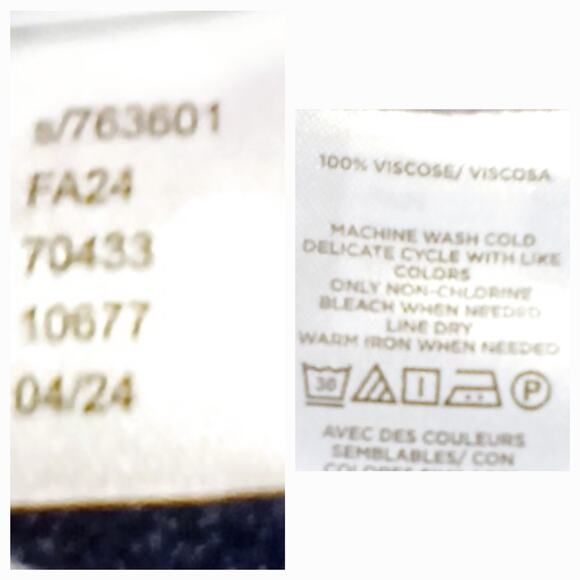 s/763601
FA24
70433
10677
04/24
100% VISCOSE/ VISCOSA
MACHINE WASH COLD
DELICATE CYCLE WITH LIKE
COLORS
ONLY NON-CHLORINE
BLEACH WHEN NEEDED
LINE DRY
WARM IRON WHEN NEEDED
30
P
AVEC DES COULEURS
SEMBLABLES/ CON